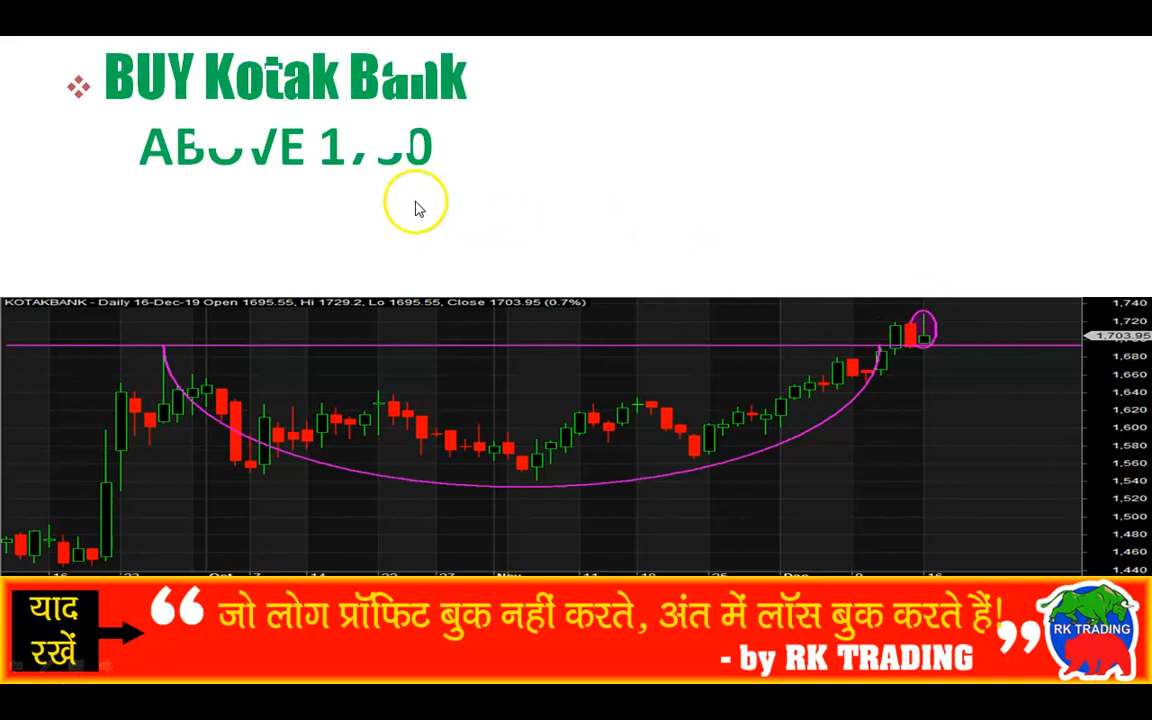 BUY Kotak Bank
ABOVE
KOTAKBANK - Daily 16-Dec-19 Open 1695.55, Hi 1729.2, Lo 1695.55, Close 1703.95 (0.7%)
1,740
1,720
1,703.95
1,680
1,660
1,640
1,620
1,600
1,580
1,560
1,540
1,520
1,500
1,480
1,460
1,440
याद
रखें
“ जो लोग प्रॉफिट बुक नहीं करते, अंत में लॉस बुक करते हैं! ”
- by RK TRADING
RK TRADING